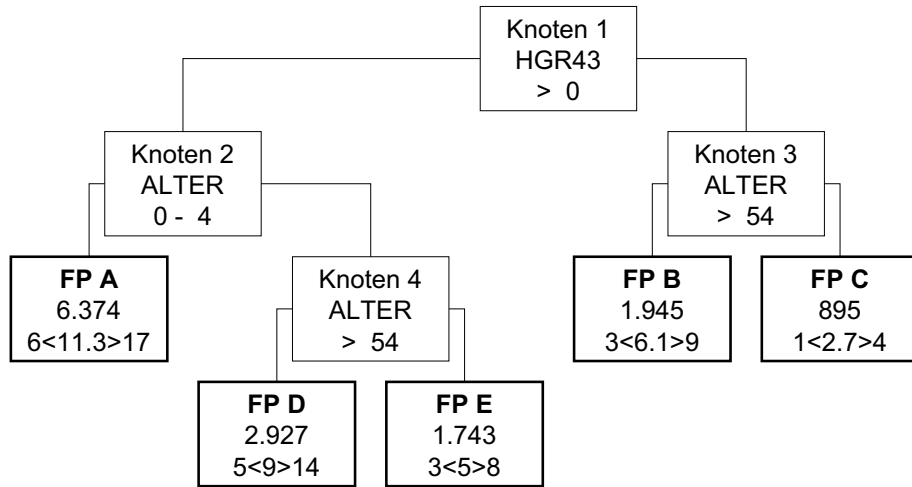 Knoten 1
HGR43
> 0
Knoten 2
ALTER
0 - 4
Knoten 3
ALTER
> 54
FP A
6.374
6<11.3>17
Knoten 4
ALTER
> 54
FP B
1.945
3<6.1>9
FP C
895
1<2.7>4
FP D
2.927
5<9>14
FP E
1.743
3<5>8